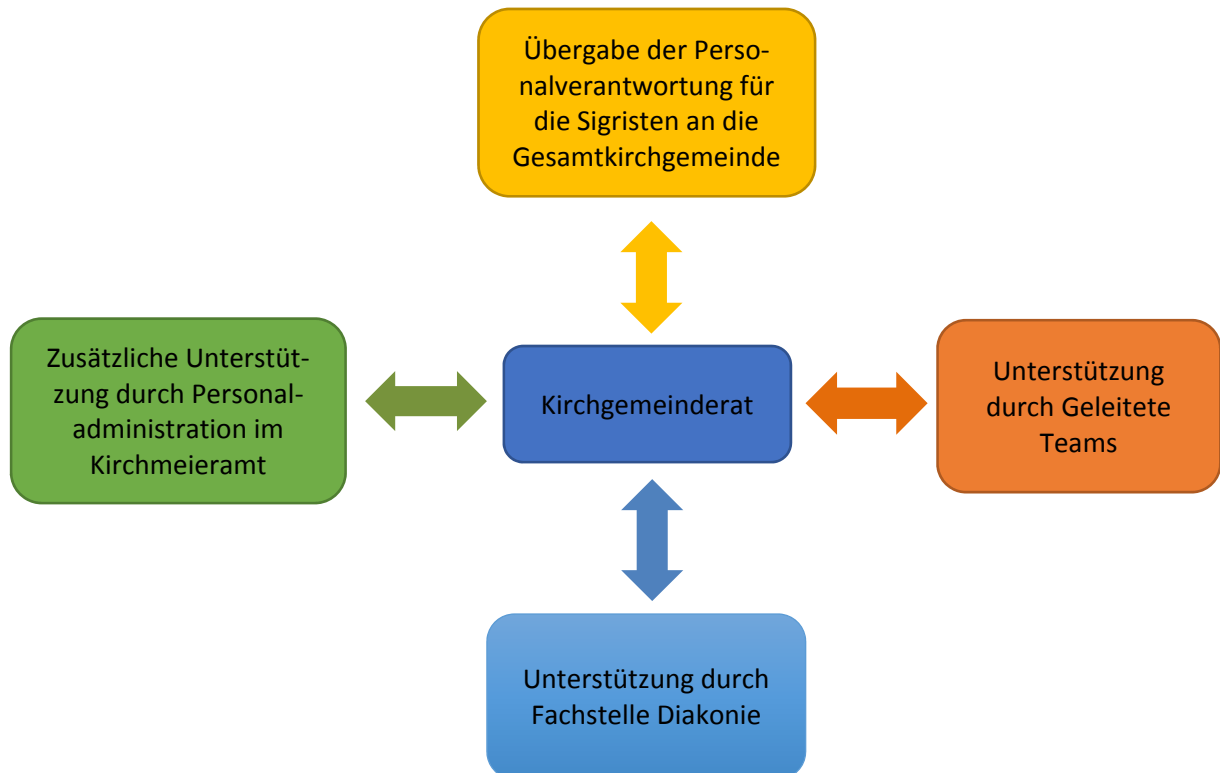 Übergabe der Perso-
nalverantwortung für
die Sigristen an die
Gesamtkirchgemeinde
Zusätzliche Unterstüt-
zung durch Personal-
administration im
Kirchmeieramt
Kirchgemeinderat
Unterstützung
durch Geleitete
Teams
Unterstützung durch
Fachstelle Diakonie